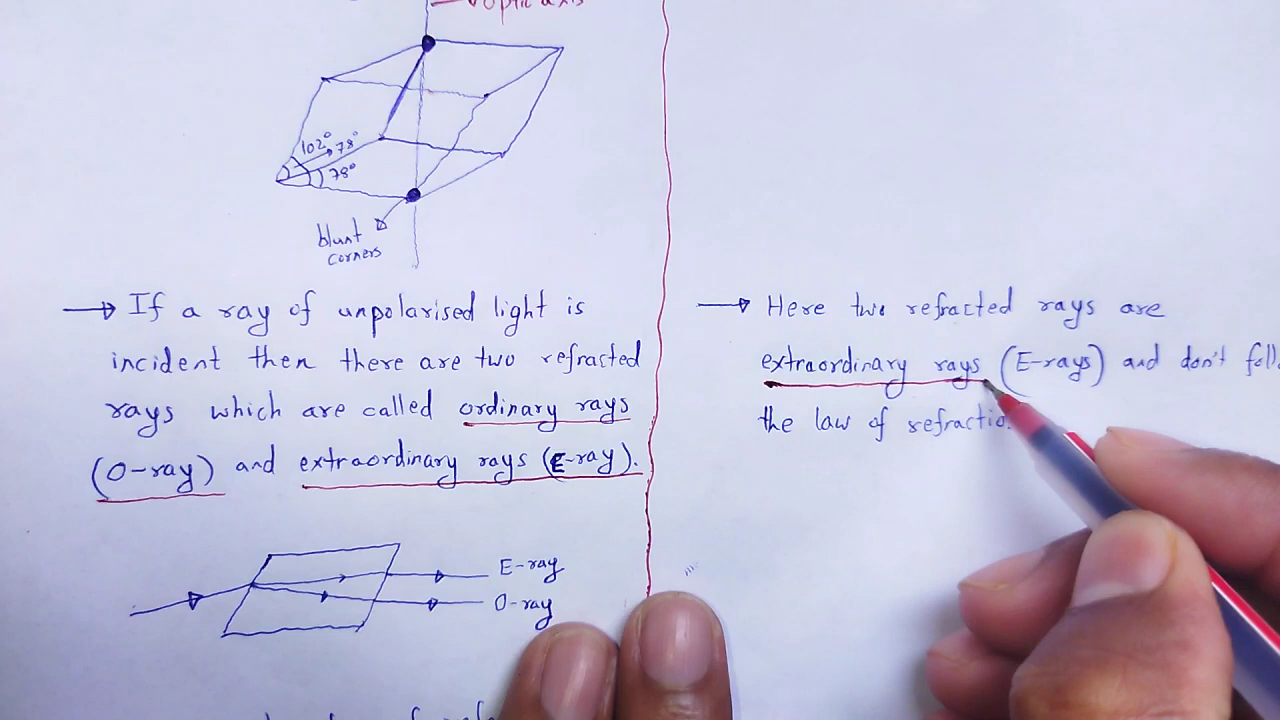 optic axis
102°
78°
78°
blunt
corners
→ If a ray of unpolarised light is
incident then there are two refracted
rays which are called ordinary rays
(O-ray) and extraordinary rays (E-ray).
E-ray
O-ray
→ Here two refracted rays are
extraordinary rays (E-rays) and don't foll
the law of refractio